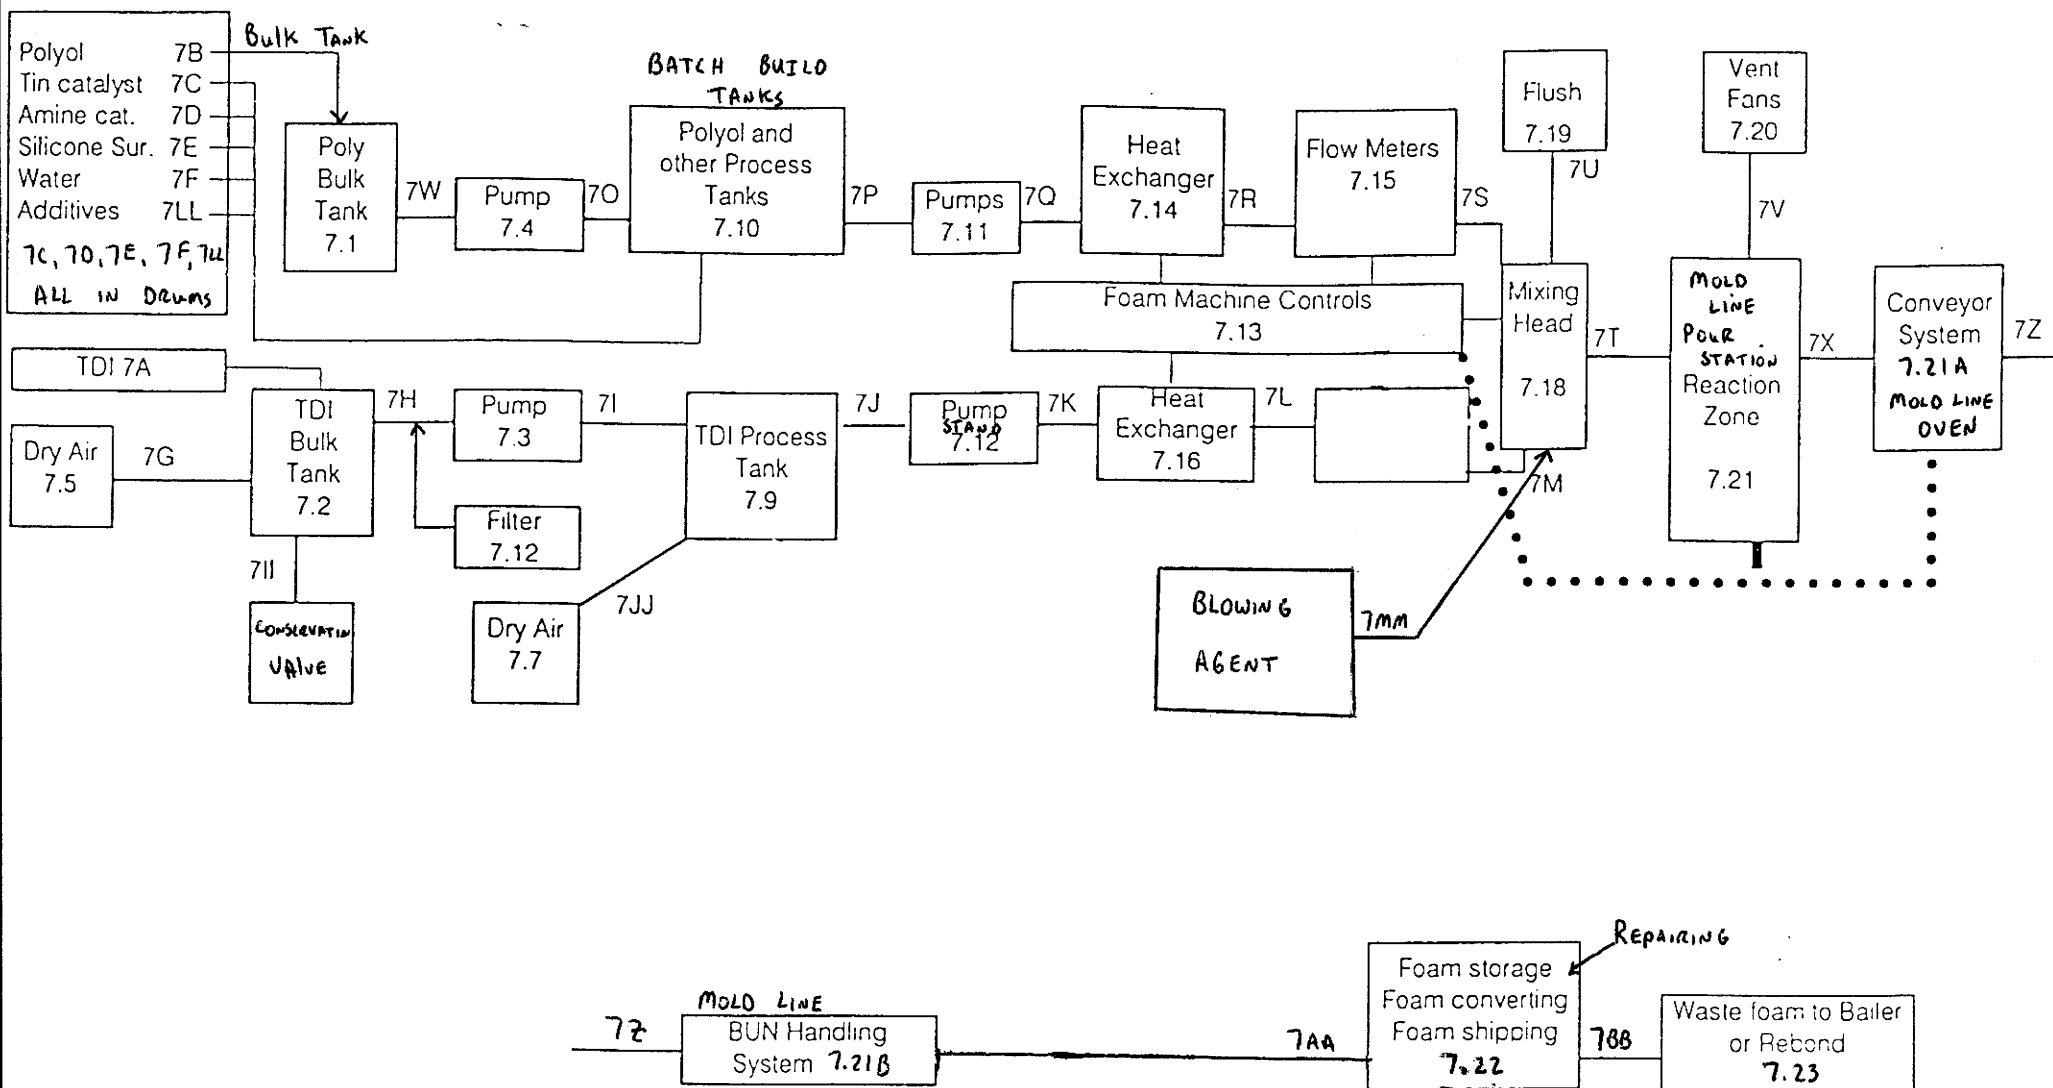 Polyol 7B
Tin catalyst 7C
Amine cat. 7D
Silicone Sur. 7E
Water 7F
Additives 7LL
7C, 7D, 7E, 7F, 7LL
ALL IN DRUMS
Bulk TANK
Poly
Bulk
Tank
7.1
7W
Pump
7.4
7O
BATCH BUILD
TANKS
Polyol and
other Process
Tanks
7.10
7P
Pumps
7.11
7Q
Heat
Exchanger
7.14
7R
Flow Meters
7.15
7S
Flush
7.19
7U
Vent
Fans
7.20
7V
Foam Machine Controls
7.13
Mixing
Head
7.18
7T
MOLD
LINE
POUR
STATION
Reaction
Zone
7.21
7X
Conveyor
System
7.21A
MOLD LINE
OVEN
7Z
TDI 7A
Dry Air
7.5
7G
TDI
Bulk
Tank
7.2
7H
Pump
7.3
7I
TDI Process
Tank
7.9
7J
Pump
STAND
7.12
7K
Heat
Exchanger
7.16
7L
7M
Filter
7.12
7II
CONSERVATIN
VALVE
Dry Air
7.7
7JJ
BLOWING
AGENT
7MM
7Z
MOLD LINE
BUN Handling
System 7.21B
7AA
Foam storage
Foam converting
Foam shipping
7.22
REPAIRING
7BB
Waste foam to Bailer
or Rebond
7.23